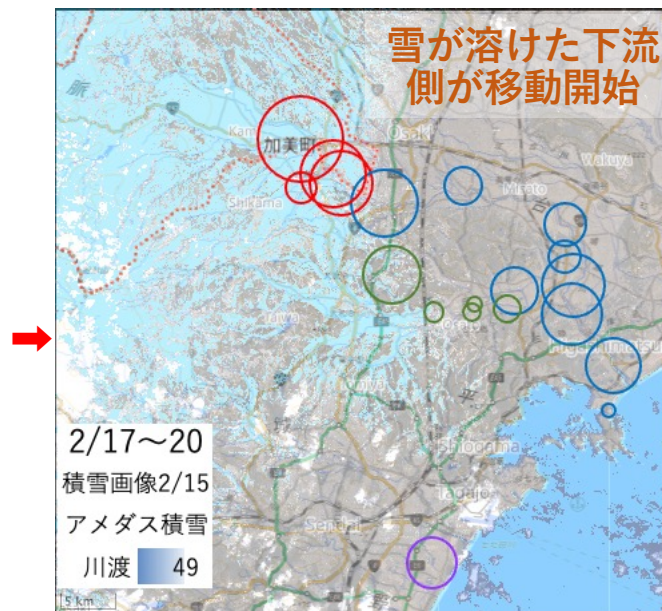 雪が溶けた下流
側が移動開始
加美町
Osaki
Wakuya
Misato
Shikama
Taiwa
Higashimatsu
Shiogama
Tagajo
Sendai
2/17～20
積雪画像2/15
アメダス積雪
川渡 49
5 km